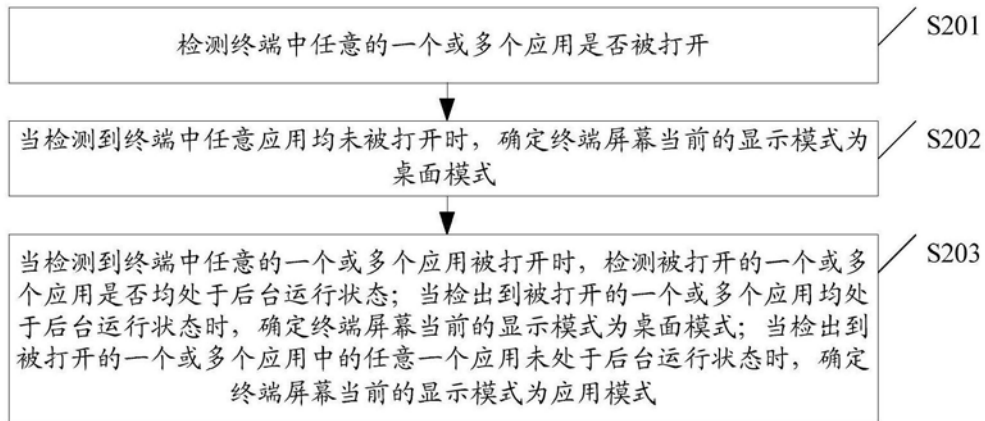 检测终端中任意的一个或多个应用是否被打开
S201
当检测到终端中任意应用均未被打开时，确定终端屏幕当前的显示模式为
桌面模式
S202
当检测到终端中任意的一个或多个应用被打开时，检测被打开的一个或多
个应用是否均处于后台运行状态；当检出到被打开的一个或多个应用均处
于后台运行状态时，确定终端屏幕当前的显示模式为桌面模式；当检出到
被打开的一个或多个应用中的任意一个应用未处于后台运行状态时，确定
终端屏幕当前的显示模式为应用模式
S203